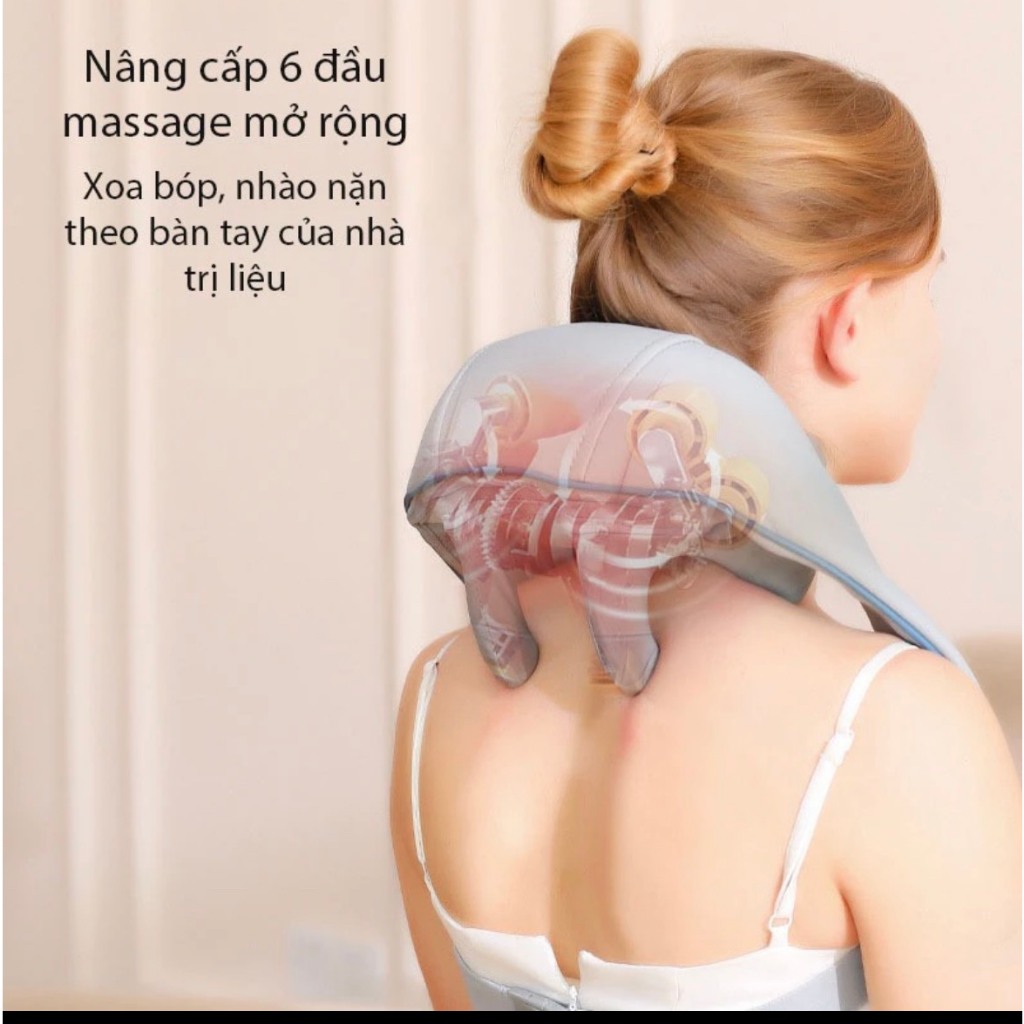 Nâng cấp 6 đầu
massage mở rộng
Xoa bóp, nhào nặn
theo bàn tay của nhà
trị liệu